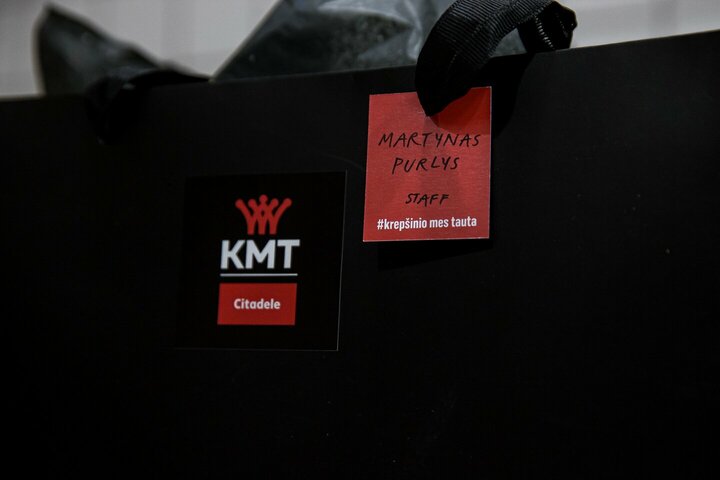 MARTYNAS
PURLYS
STAFF
#krepšinio mes tauta
KMT
Citadele